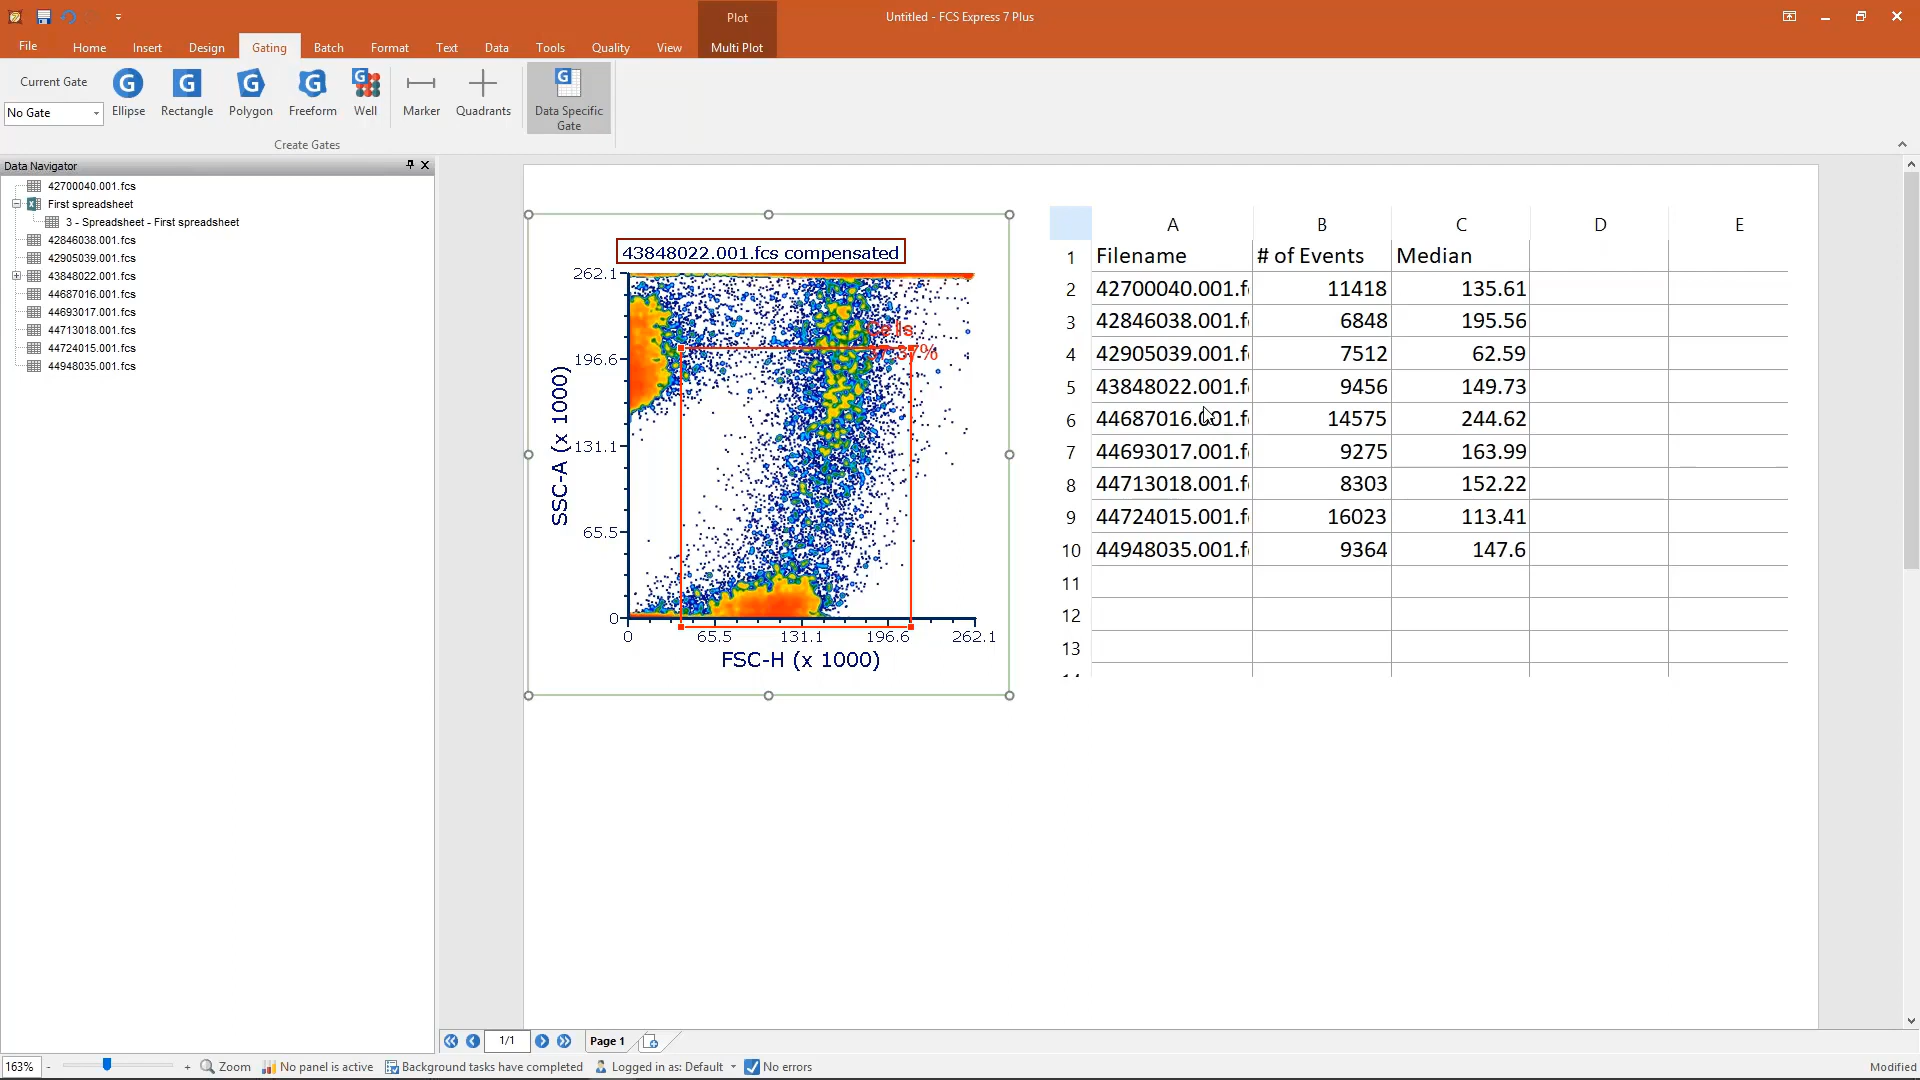 Plot
Untitled - FCS Express 7 Plus
File Home Insert Design Gating Batch Format Text Data Tools Quality View Multi Plot
Current Gate
No Gate
Ellipse Rectangle Polygon Freeform Well Marker Quadrants Data Specific Gate
Create Gates
Data Navigator
42700040.001.fcs
First spreadsheet
3 - Spreadsheet - First spreadsheet
42846038.001.fcs
42905039.001.fcs
43848022.001.fcs
44687016.001.fcs
44693017.001.fcs
44713018.001.fcs
44724015.001.fcs
44948035.001.fcs
43848022.001.fcs compensated
262.1
196.6
131.1
65.5
0
SSC-A (x 1000)
Cells
37.37%
0 65.5 131.1 196.6 262.1
FSC-H (x 1000)
A B C D E
1 Filename # of Events Median
2 42700040.001.f 11418 135.61
3 42846038.001.f 6848 195.56
4 42905039.001.f 7512 62.59
5 43848022.001.f 9456 149.73
6 44687016.001.f 14575 244.62
7 44693017.001.f 9275 163.99
8 44713018.001.f 8303 152.22
9 44724015.001.f 16023 113.41
10 44948035.001.f 9364 147.6
11
12
13
1/1 Page 1
163% - + Zoom No panel is active Background tasks have completed Logged in as: Default No errors Modified